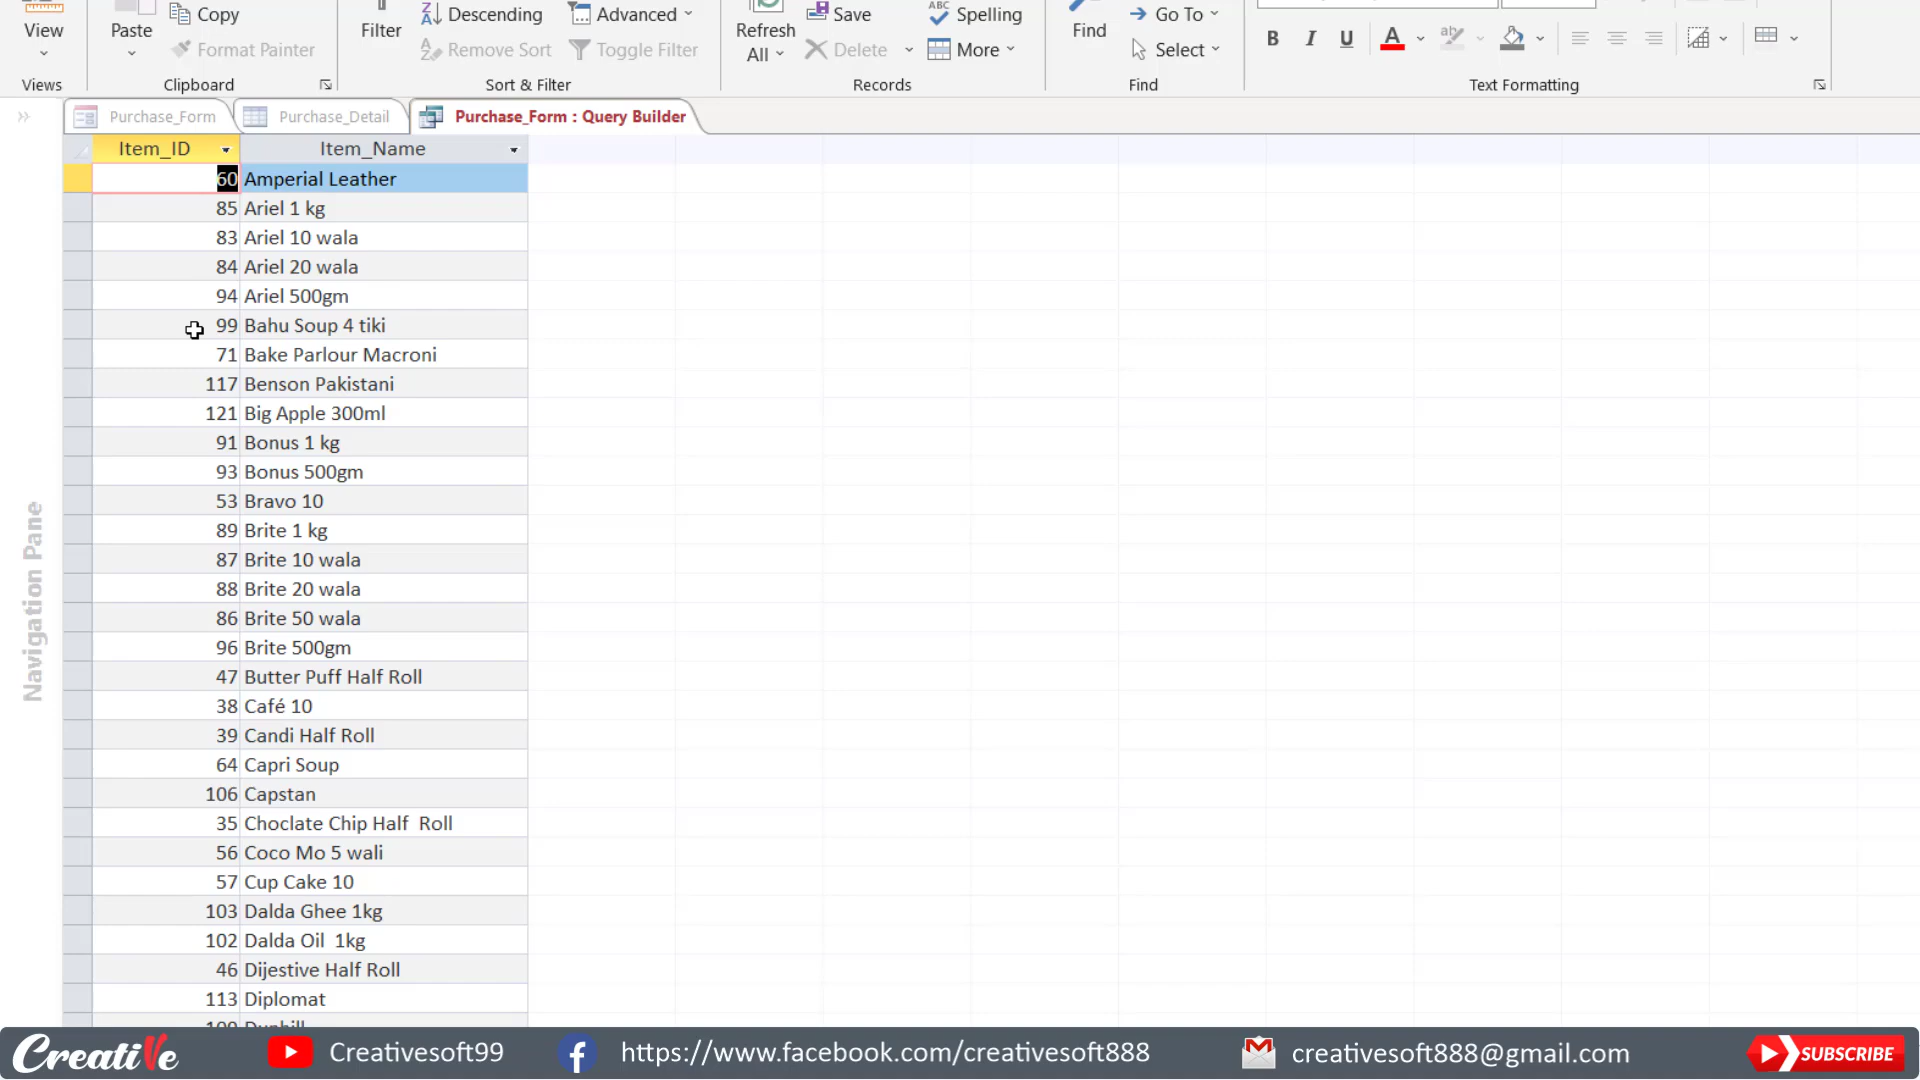 View
Views
Paste
Copy
Format Painter
Clipboard
Filter
Descending
Remove Sort
Advanced
Toggle Filter
Sort & Filter
Refresh
All
Save
Delete
ABC
Spelling
More
Records
Find
Go To
Select
Find
B I U A ab
Text Formatting
Purchase_Form Purchase_Detail Purchase_Form : Query Builder
Navigation Pane
Item_ID Item_Name
60 Amperial Leather
85 Ariel 1 kg
83 Ariel 10 wala
84 Ariel 20 wala
94 Ariel 500gm
99 Bahu Soup 4 tiki
71 Bake Parlour Macroni
117 Benson Pakistani
121 Big Apple 300ml
91 Bonus 1 kg
93 Bonus 500gm
53 Bravo 10
89 Brite 1 kg
87 Brite 10 wala
88 Brite 20 wala
86 Brite 50 wala
96 Brite 500gm
47 Butter Puff Half Roll
38 Café 10
39 Candi Half Roll
64 Capri Soup
106 Capstan
35 Choclate Chip Half Roll
56 Coco Mo 5 wali
57 Cup Cake 10
103 Dalda Ghee 1kg
102 Dalda Oil 1kg
46 Dijestive Half Roll
113 Diplomat
CreatiVe Creativesoft99 https://www.facebook.com/creativesoft888 creativesoft888@gmail.com SUBSCRIBE